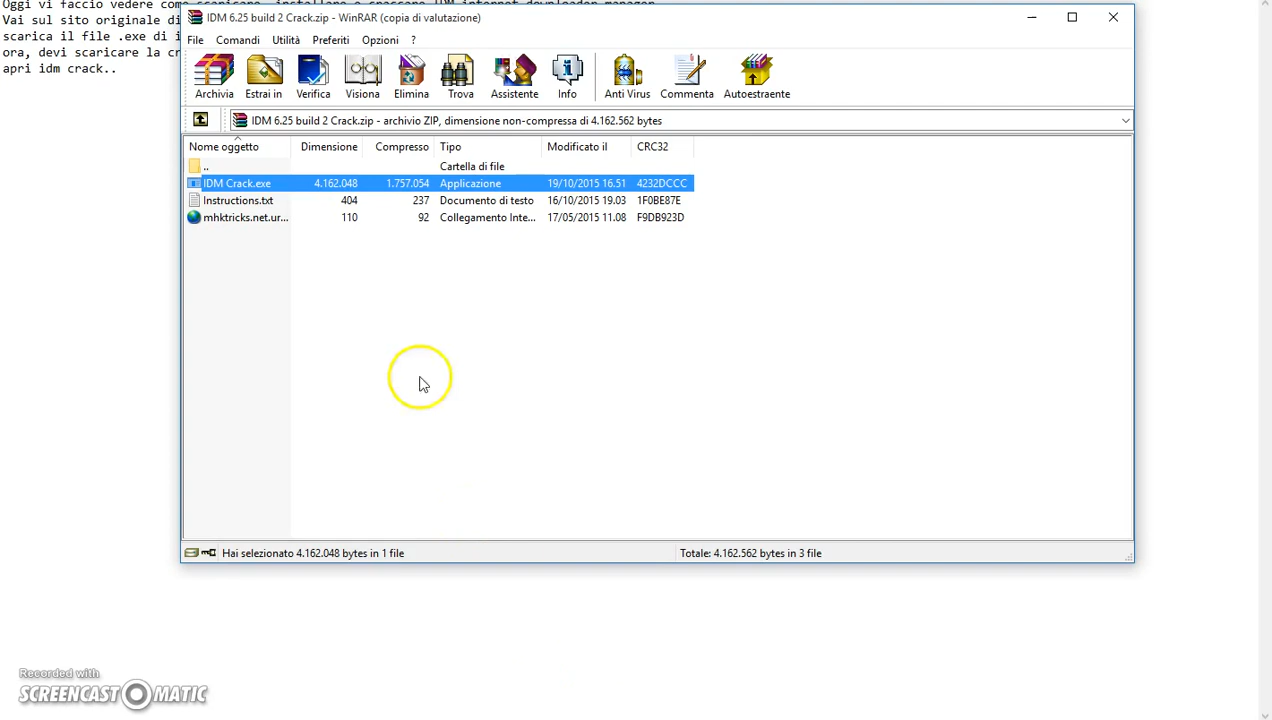 Oggi vi faccio vedere come scaricare, installare e crassare IDM internet downloader manager
IDM 6.25 build 2 Crack.zip - WinRAR (copia di valutazione)
Vai sul sito originale di
scarica il file .exe di i
ora, devi scaricare la cr
apri idm crack..
File Comandi Utilità Preferiti Opzioni ?
Archivia Estrai in Verifica Visiona Elimina Trova Assistente Info Anti Virus Commenta Autoestraente
IDM 6.25 build 2 Crack.zip - archivio ZIP, dimensione non-compressa di 4.162.562 bytes
Nome oggetto Dimensione Compresso Tipo Modificato il CRC32
.. Cartella di file
IDM Crack.exe 4.162.048 1.757.054 Applicazione 19/10/2015 16.51 4232DCCC
Instructions.txt 404 237 Documento di testo 16/10/2015 19.03 1F0BE87E
mhktricks.net.ur... 110 92 Collegamento Inte... 17/05/2015 11.08 F9DB923D
Hai selezionato 4.162.048 bytes in 1 file Totale: 4.162.562 bytes in 3 file
Recorded with
SCREENCAST-O-MATIC